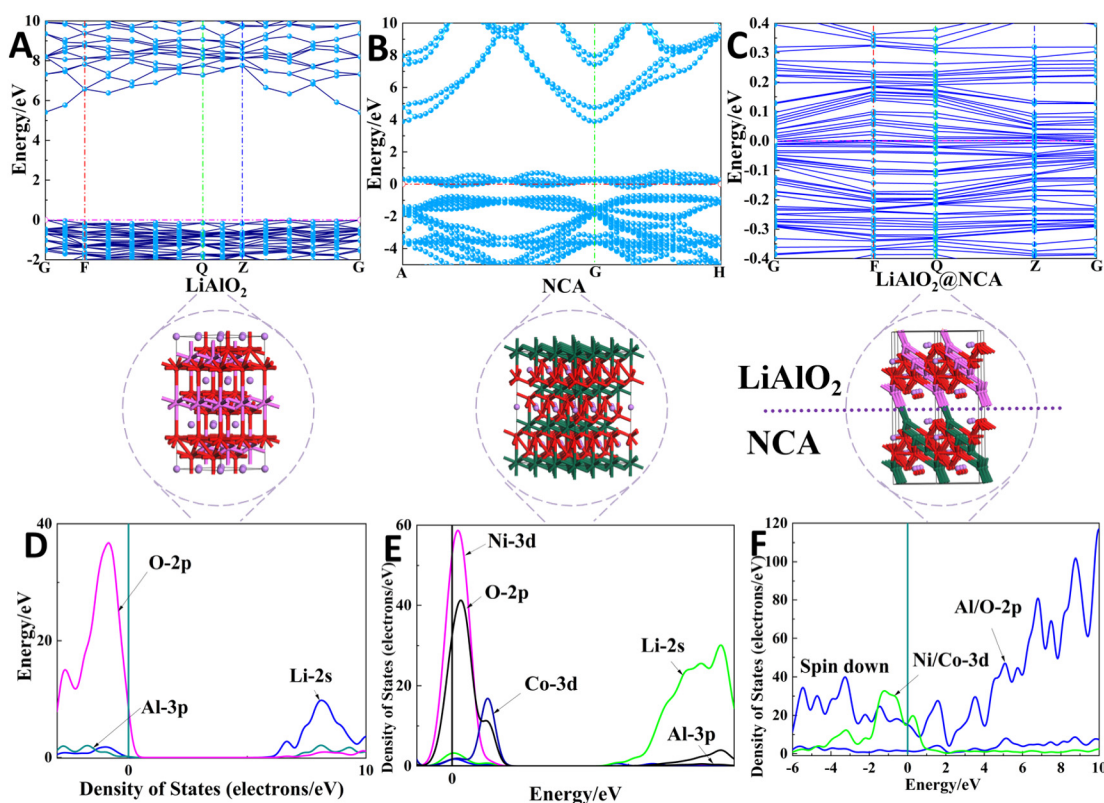 A
Energy/eV
10
8
6
4
2
0
-2
G F Q Z G
LiAlO₂
B
Energy/eV
10
8
6
4
2
0
-2
-4
A G H
NCA
C
Energy/eV
0.4
0.3
0.2
0.1
0.0
-0.1
-0.2
-0.3
-0.4
G F Q Z G
LiAlO₂@NCA
LiAlO₂
NCA
D
Energy/eV
40
20
0
O-2p
Al-3p
Li-2s
0 10
Density of States (electrons/eV)
E
Density of States (electrons/eV)
60
40
20
0
Ni-3d
O-2p
Co-3d
Li-2s
Al-3p
0
Energy/eV
F
Density of States (electrons/eV)
120
100
80
60
40
20
0
Al/O-2p
Ni/Co-3d
Spin down
-6 -4 -2 0 2 4 6 8 10
Energy/eV